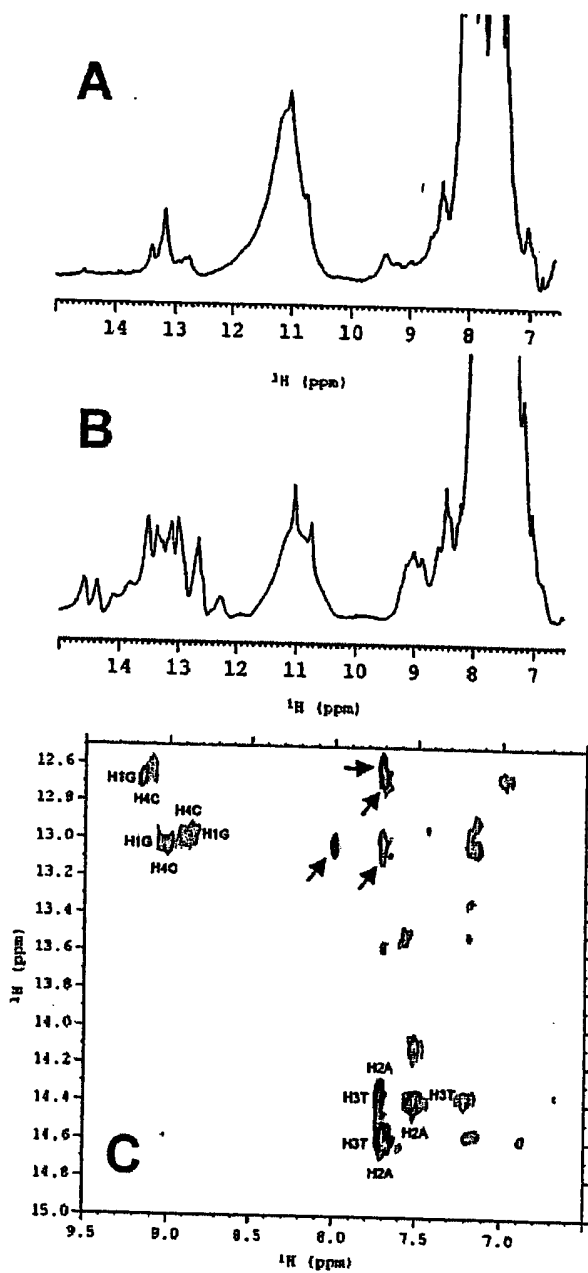 A
14 13 12 11 10 9 8 7
¹H (ppm)
B
14 13 12 11 10 9 8 7
¹H (ppm)
12.6
12.8
13.0
13.2
13.4
13.6
13.8
14.0
14.2
14.4
14.6
14.8
15.0
¹H (ppm)
H1G
H4C
H4C
H1G
H1G
H4C
H2A
H3T
H3T
H2A
H3T
H2A
C
9.5 9.0 8.5 8.0 7.5 7.0
¹H (ppm)